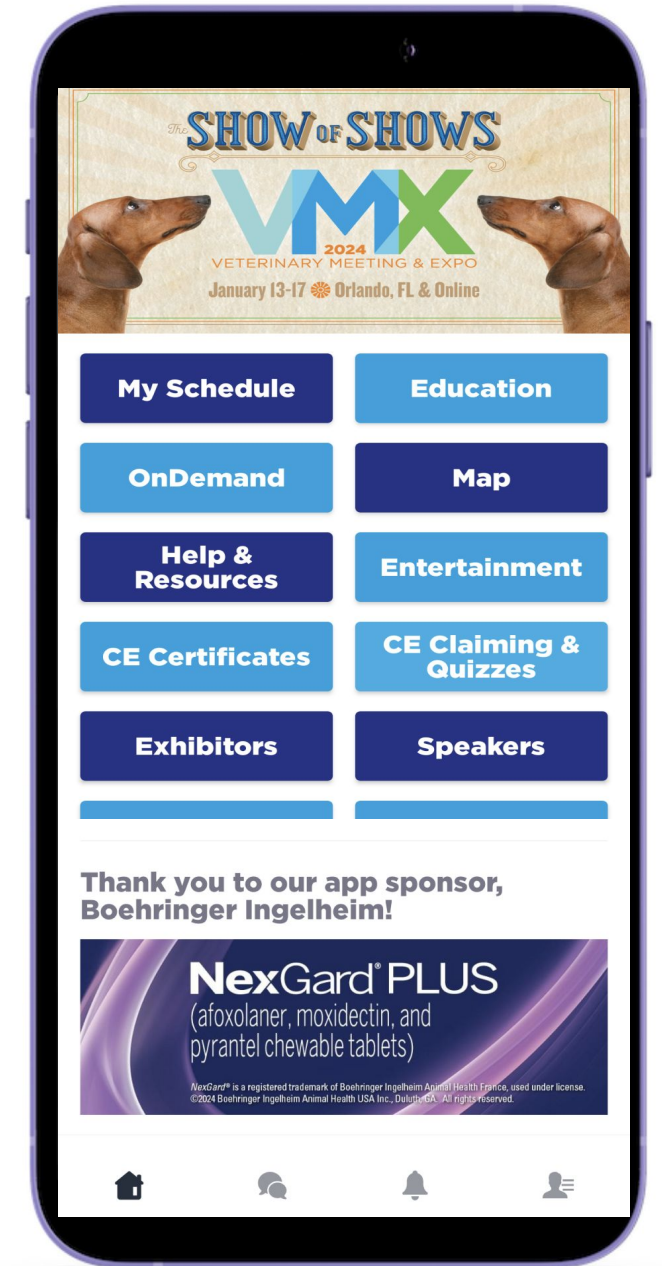 The SHOW OF SHOWS
VMX
2024
VETERINARY MEETING & EXPO
January 13-17 Orlando, FL & Online
My Schedule
Education
OnDemand
Map
Help &
Resources
Entertainment
CE Certificates
CE Claiming &
Quizzes
Exhibitors
Speakers
Thank you to our app sponsor,
Boehringer Ingelheim!
NexGard® PLUS
(afoxolaner, moxidectin, and
pyrantel chewable tablets)
NexGard® is a registered trademark of Boehringer Ingelheim Animal Health France, used under license.
©2024 Boehringer Ingelheim Animal Health USA Inc., Duluth, GA. All rights reserved.